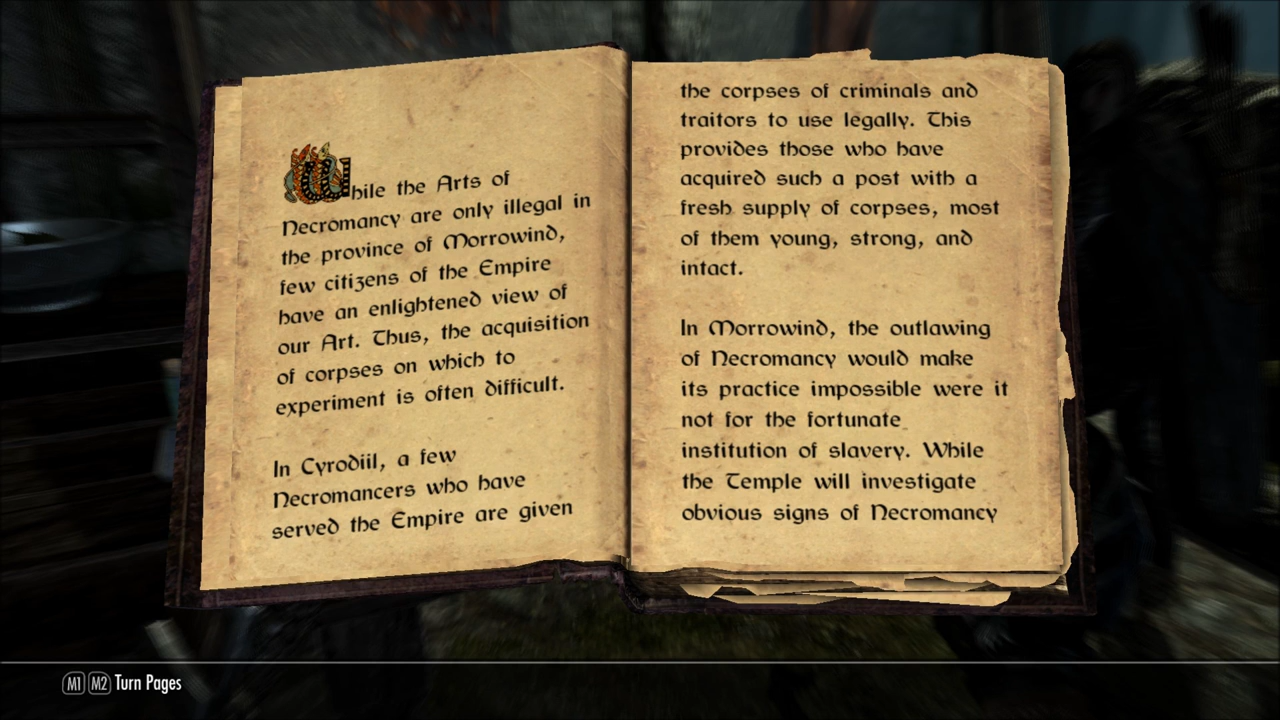 While the Arts of
Necromancy are only illegal in
the province of Morrowind,
few citizens of the Empire
have an enlightened view of
our Art. Thus, the acquisition
of corpses on which to
experiment is often difficult.
In Cyrodiil, a few
Necromancers who have
served the Empire are given
the corpses of criminals and
traitors to use legally. This
provides those who have
acquired such a post with a
fresh supply of corpses, most
of them young, strong, and
intact.
In Morrowind, the outlawing
of Necromancy would make
its practice impossible were it
not for the fortunate
institution of slavery. While
the Temple will investigate
obvious signs of Necromancy
M1 M2 Turn Pages